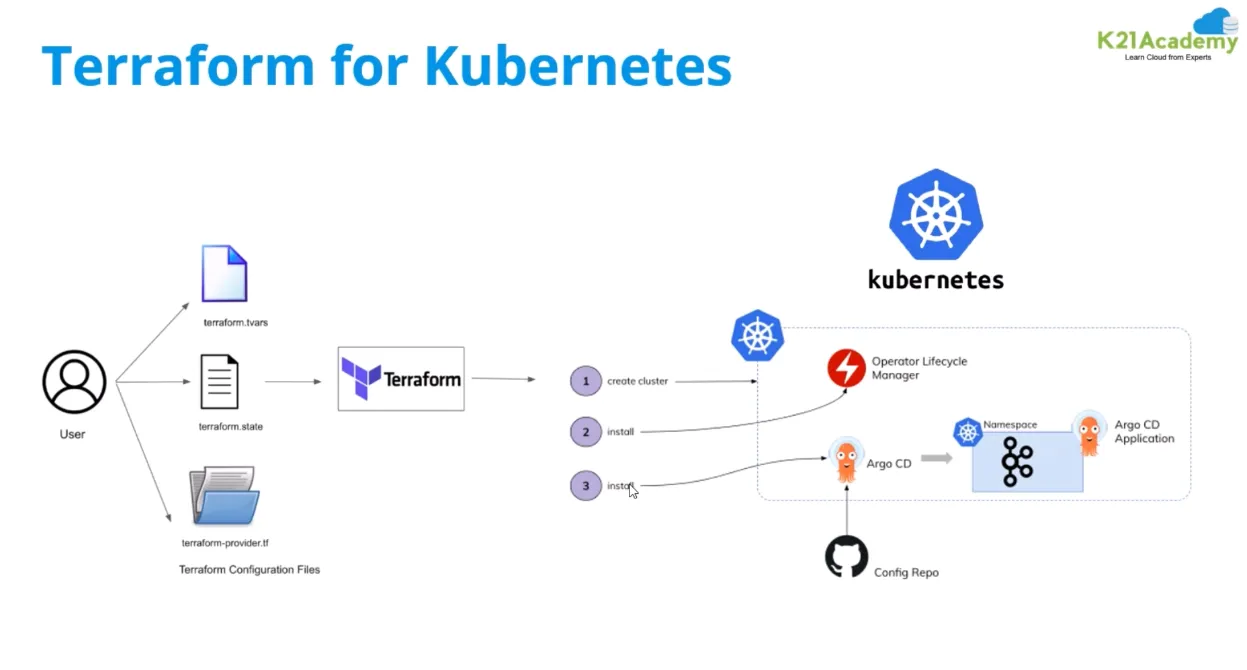 Terraform for Kubernetes
K21Academy
Learn Cloud from Experts
kubernetes
terraform.tvars
User
terraform.state
Terraform
1 create cluster
2 install
3 install
Operator Lifecycle
Manager
Argo CD
Namespace
Argo CD
Application
terraform-provider.tf
Terraform Configuration Files
Config Repo